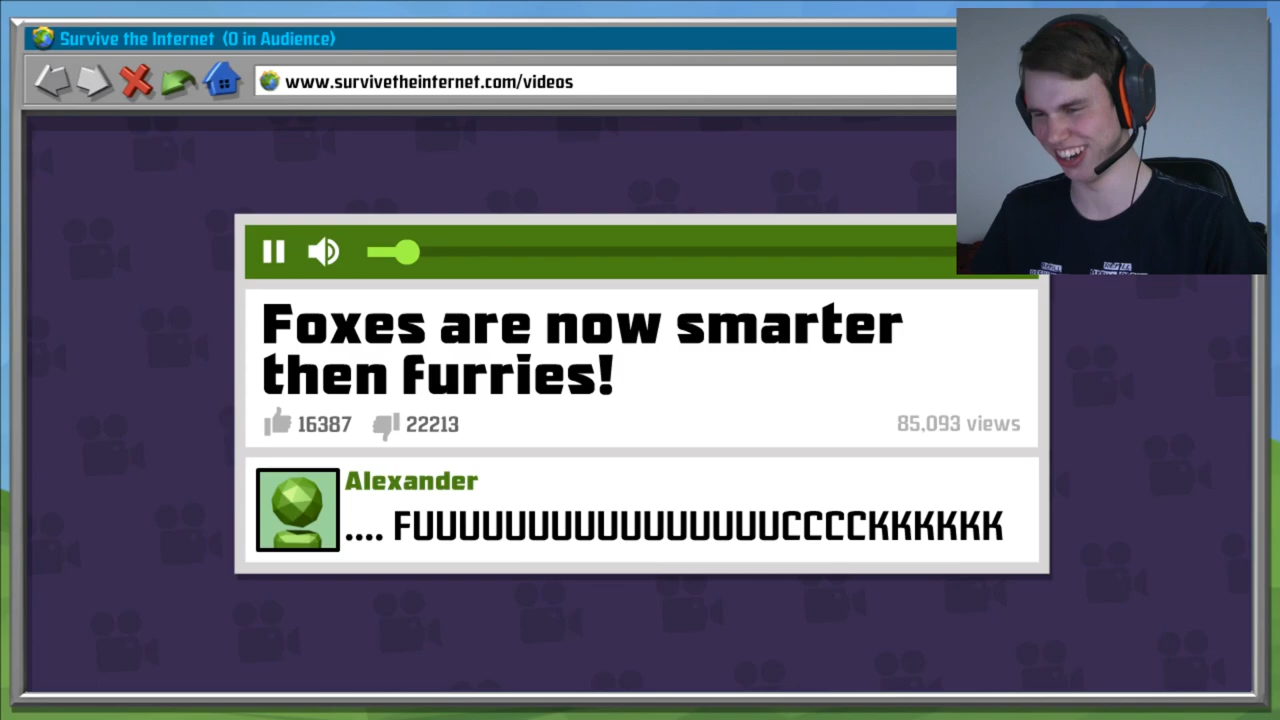 Survive the Internet (0 in Audience)
www.survivetheinternet.com/videos
Foxes are now smarter
then furries!
16387 22213 85,093 views
Alexander
.... FUUUUUUUUUUUUUUUUCCCCKKKKKK